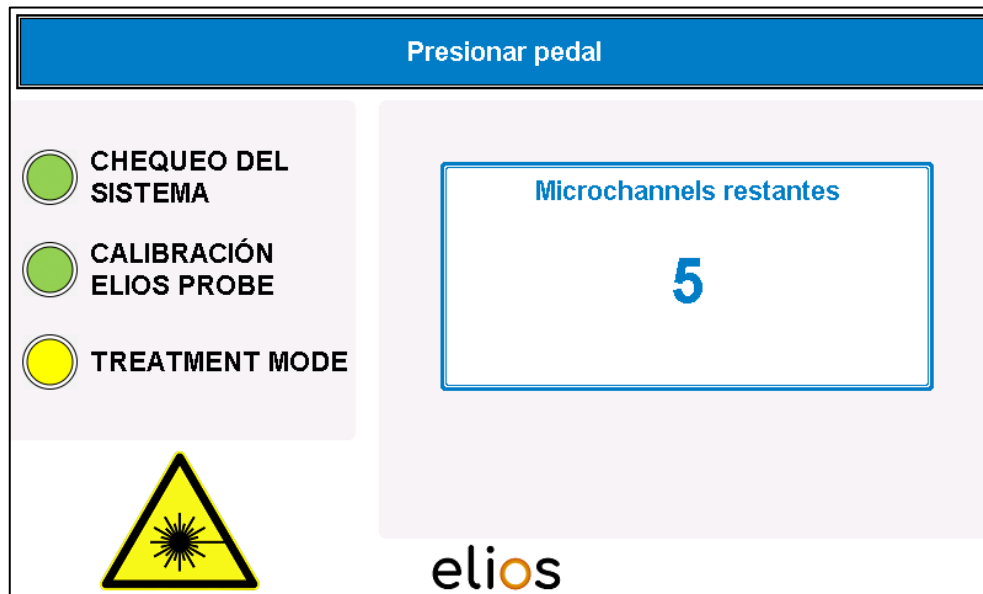 Presionar pedal
CHEQUEO DEL
SISTEMA
CALIBRACIÓN
ELIOS PROBE
TREATMENT MODE
Microchannels restantes
5
elios